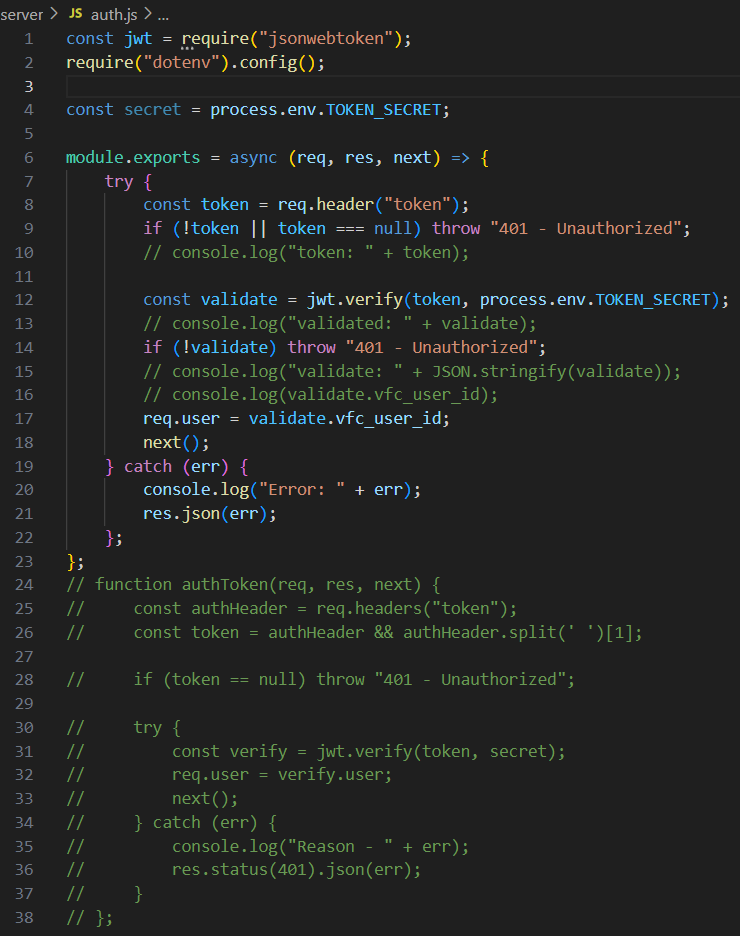 server > JS auth.js > ...
1 const jwt = require("jsonwebtoken");
2 require("dotenv").config();
3
4 const secret = process.env.TOKEN_SECRET;
5
6 module.exports = async (req, res, next) => {
7     try {
8         const token = req.header("token");
9         if (!token || token === null) throw "401 - Unauthorized";
10         // console.log("token: " + token);
11
12         const validate = jwt.verify(token, process.env.TOKEN_SECRET);
13         // console.log("validated: " + validate);
14         if (!validate) throw "401 - Unauthorized";
15         // console.log("validate: " + JSON.stringify(validate));
16         // console.log(validate.vfc_user_id);
17         req.user = validate.vfc_user_id;
18         next();
19     } catch (err) {
20         console.log("Error: " + err);
21         res.json(err);
22     };
23 };
24 // function authToken(req, res, next) {
25 //     const authHeader = req.headers("token");
26 //     const token = authHeader && authHeader.split(' ')[1];
27
28 //     if (token == null) throw "401 - Unauthorized";
29
30 //     try {
31 //         const verify = jwt.verify(token, secret);
32 //         req.user = verify.user;
33 //         next();
34 //     } catch (err) {
35 //         console.log("Reason - " + err);
36 //         res.status(401).json(err);
37 //     }
38 // };